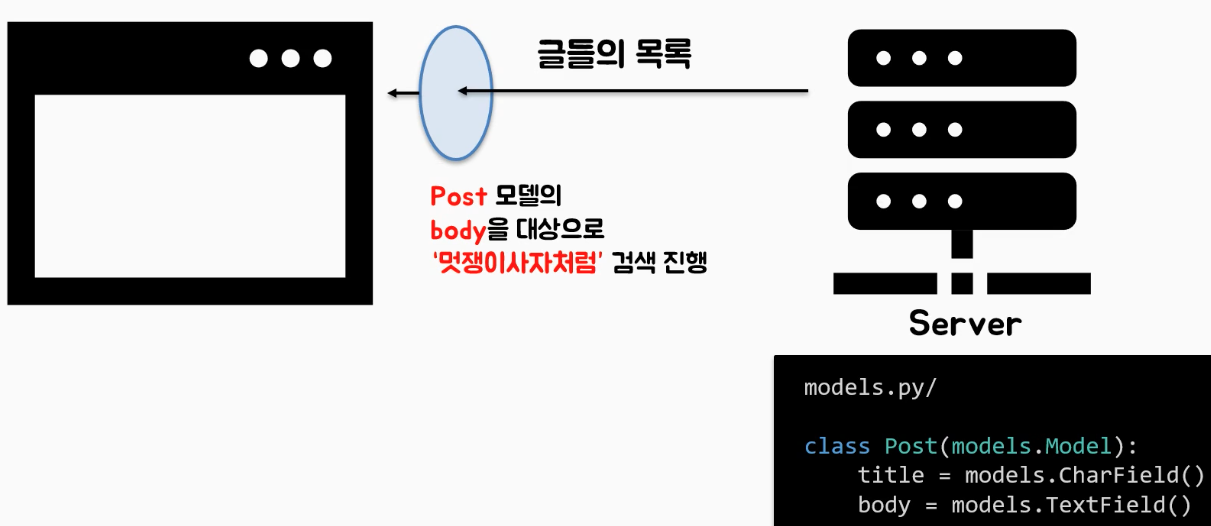 글들의 목록
Post 모델의
body을 대상으로
‘멋쟁이사자처럼’ 검색 진행
Server
models.py/
class Post(models.Model):
title = models.CharField()
body = models.TextField()